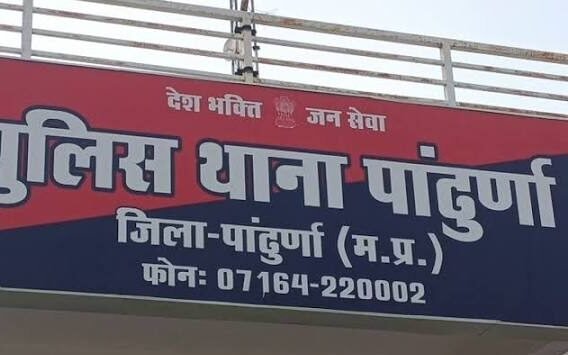 देश भक्ति जन सेवा
पुलिस थाना पांढुर्णा
जिला-पांढुर्णा (म.प्र.)
फोनः 07164-220002